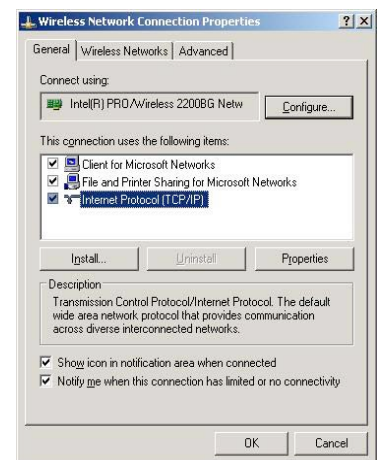 Wireless Network Connection Properties
General Wireless Networks Advanced
Connect using:
Intel(R) PRO/Wireless 2200BG Netw Configure...
This connection uses the following items:
Client for Microsoft Networks
File and Printer Sharing for Microsoft Networks
Internet Protocol (TCP/IP)
Install... Uninstall Properties
Description
Transmission Control Protocol/Internet Protocol. The default
wide area network protocol that provides communication
across diverse interconnected networks.
Show icon in notification area when connected
Notify me when this connection has limited or no connectivity
OK Cancel